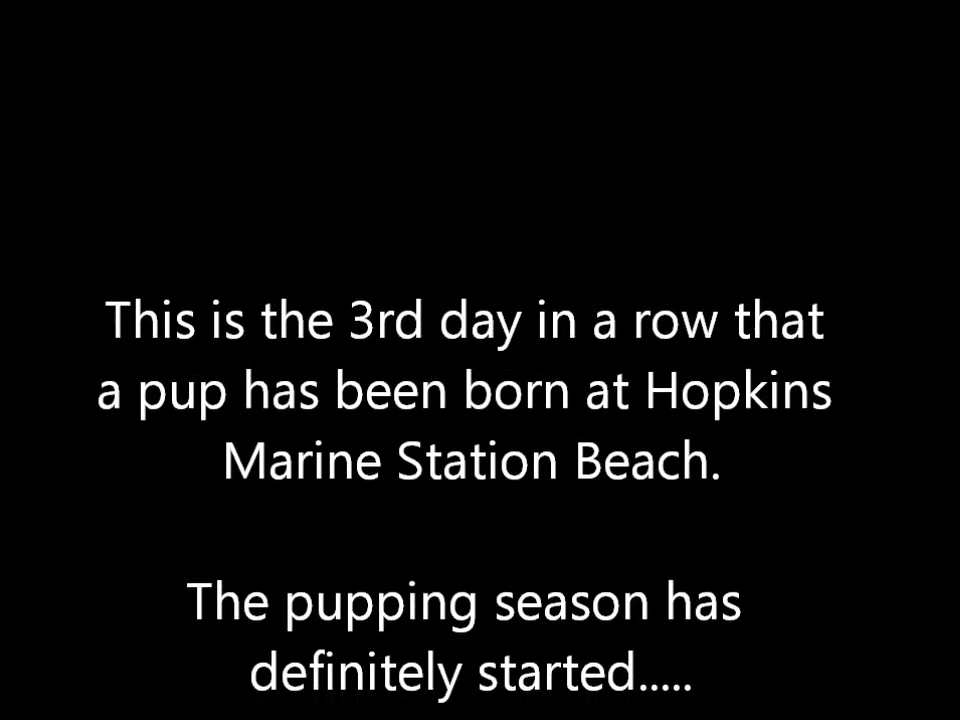 This is the 3rd day in a row that
a pup has been born at Hopkins
Marine Station Beach.
The pupping season has
definitely started.....